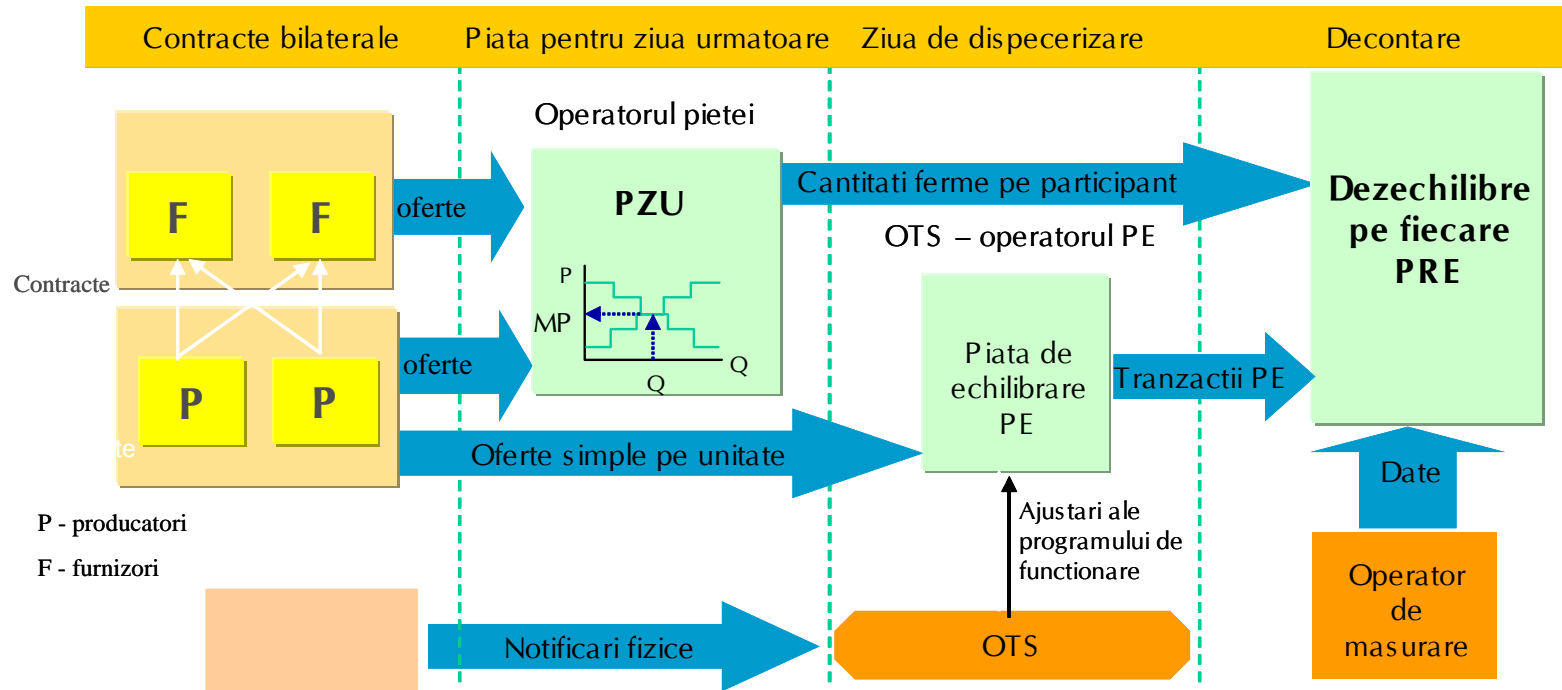 Contracte bilaterale
Piata pentru ziua urmatoare
Ziua de dispecerizare
Decontare
Operatorul pietei
F
F
oferte
PZU
Cantitati ferme pe participant
Dezechilibre
pe fiecare
PRE
OTS – operatorul PE
Contracte
P
MP
Q
Q
P
P
oferte
Piata de
echilibrare
PE
Tranzactii PE
te
Oferte simple pe unitate
Date
P - producatori
F - furnizori
Ajustari ale
programului de
functionare
Operator
de
masurare
Notificari fizice
OTS